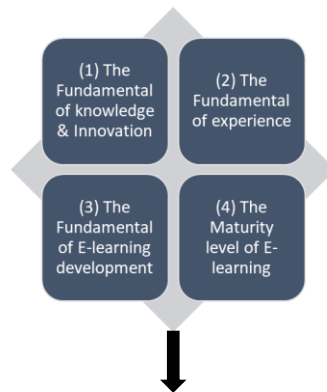 (1) The
Fundamental
of knowledge
& Innovation
(2) The
Fundamental
of experience
(3) The
Fundamental
of E-learning
development
(4) The
Maturity
level of E-
learning